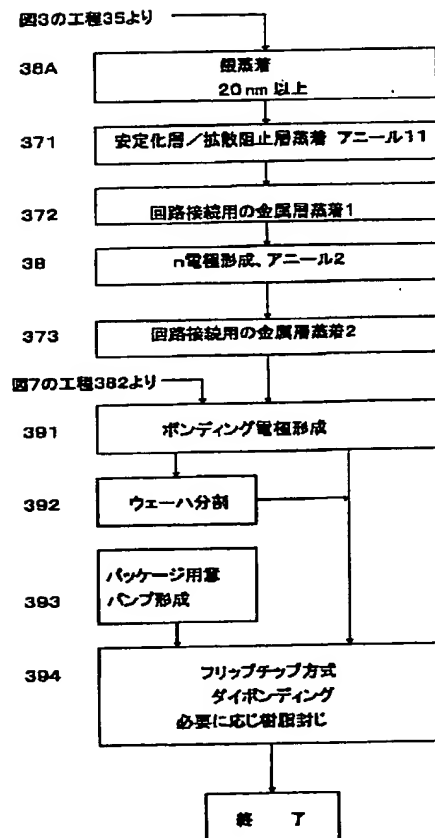 図3の工程35より
38A
銀蒸着
20nm以上
371
安定化層/拡散阻止層蒸着 アニール11
372
回路接続用の金属層蒸着1
38
n電極形成、アニール2
373
回路接続用の金属層蒸着2
図7の工程382より
391
ボンディング電極形成
392
ウェーハ分割
393
パッケージ用意
バンプ形成
394
フリップチップ方式
ダイボンディング
必要に応じ樹脂封じ
終 了